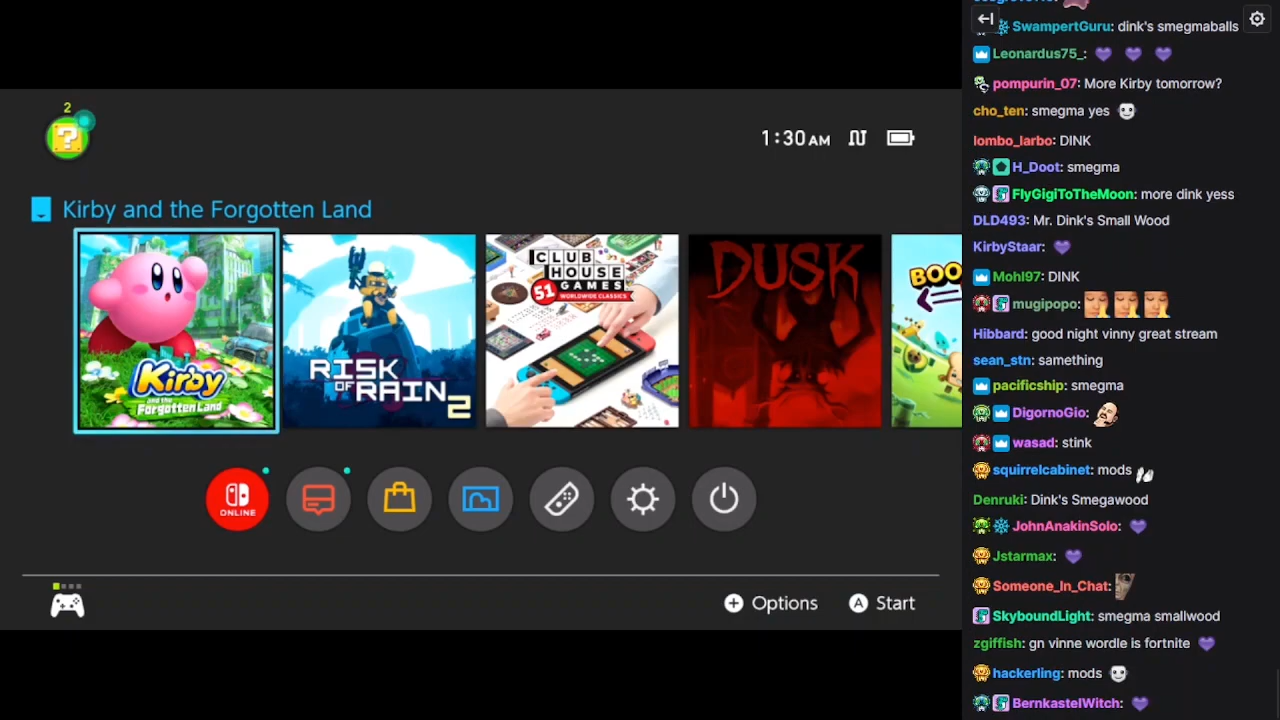 2
1:30 AM
Kirby and the Forgotten Land
Kirby
and the
Forgotten Land
RISK
OF
RAIN 2
CLUB
HOUSE
GAMES
51 WORLDWIDE CLASSICS
DUSK
BOO
ONLINE
Options
Start
SwampertGuru: dink's smegmaballs
Leonardus75_:
pompurin_07: More Kirby tomorrow?
cho_ten: smegma yes
lombo_larbo: DINK
H_Doot: smegma
FlyGigiToTheMoon: more dink yess
DLD493: Mr. Dink's Small Wood
KirbyStaar:
Mohl97: DINK
mugipopo:
Hibbard: good night vinny great stream
sean_stn: samething
pacificship: smegma
DigornoGio:
wasad: stink
squirrelcabinet: mods
Denruki: Dink's Smegawood
JohnAnakinSolo:
Jstarmax:
Someone_In_Chat:
SkyboundLight: smegma smallwood
zgiffish: gn vinne wordle is fortnite
hackerling: mods
BernkastelWitch: